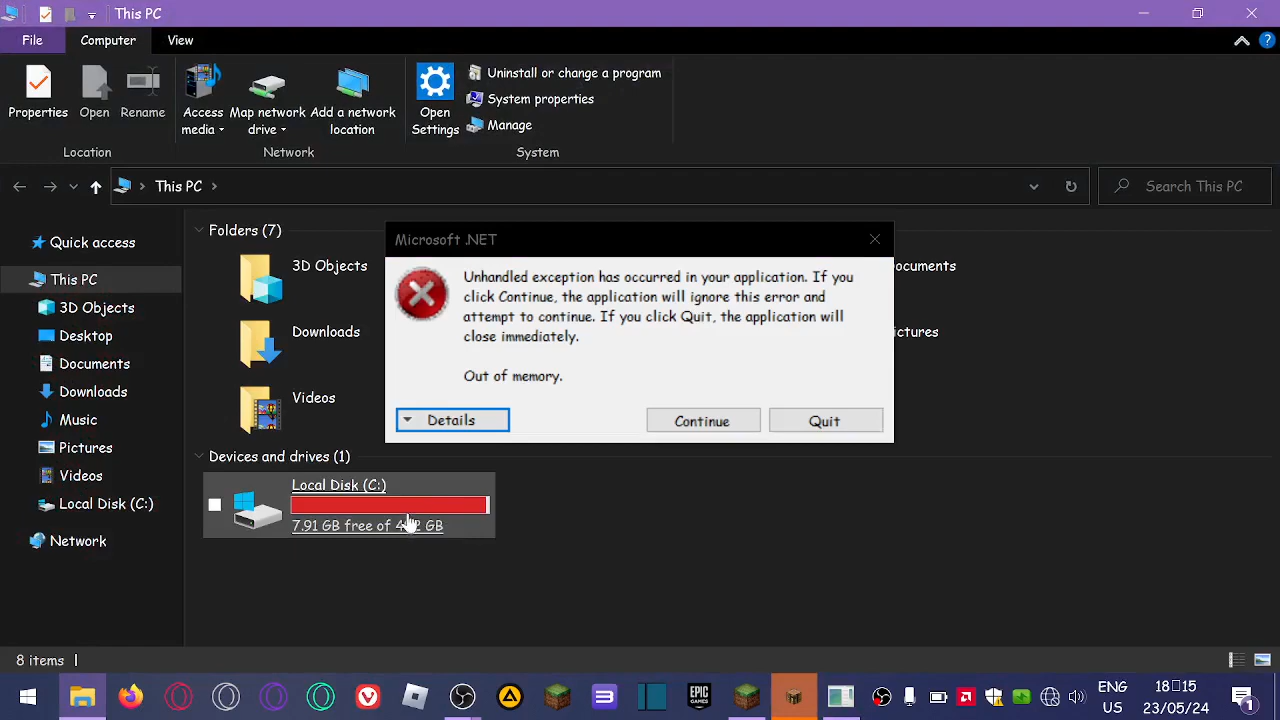 This PC
File
Computer
View
Properties
Open
Rename
Access media
Map network drive
Add a network location
Open Settings
Uninstall or change a program
System properties
Manage
Location
Network
System
This PC
Search This PC
Quick access
This PC
3D Objects
Desktop
Documents
Downloads
Music
Pictures
Videos
Local Disk (C:)
Network
Folders (7)
3D Objects
Downloads
Videos
ocuments
ictures
Microsoft .NET
Unhandled exception has occurred in your application. If you
click Continue, the application will ignore this error and
attempt to continue. If you click Quit, the application will
close immediately.
Out of memory.
Details
Continue
Quit
Devices and drives (1)
Local Disk (C:)
7.91 GB free of GB
8 items
EPIC GAMES
ENG
US
18:15
23/05/24
1